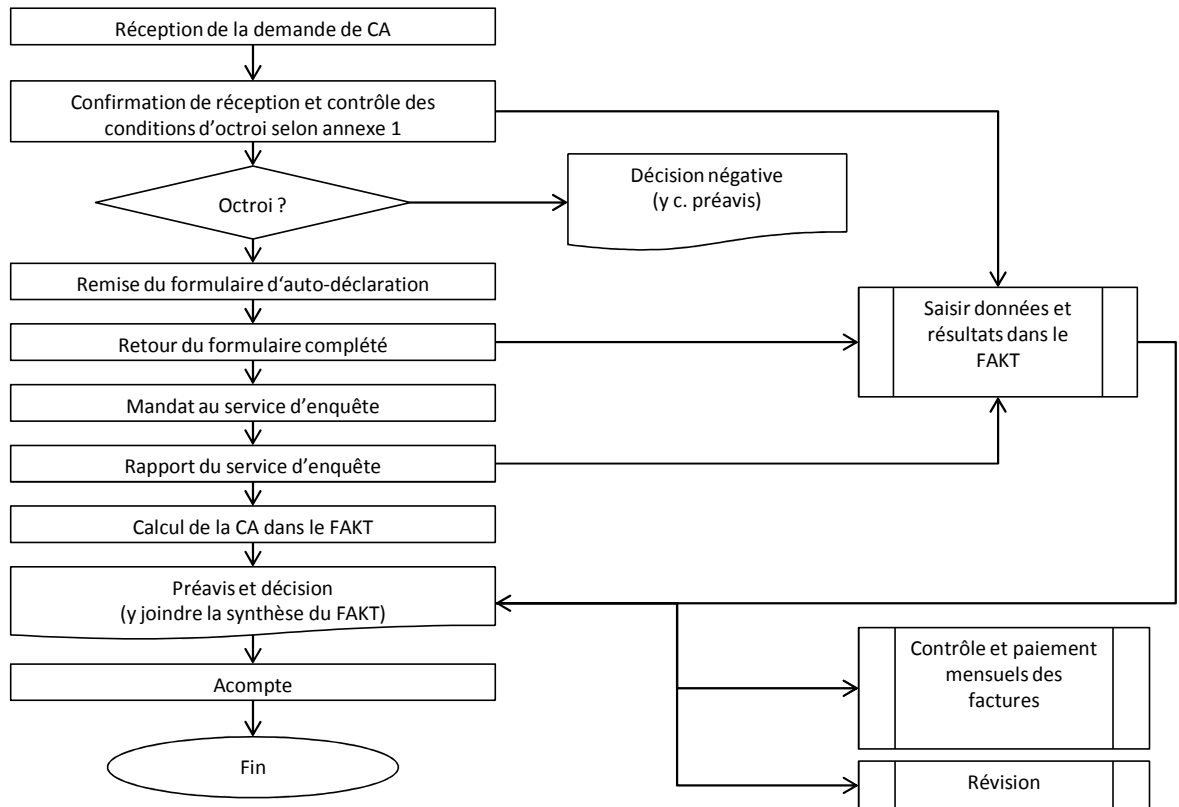 Réception de la demande de CA
Confirmation de réception et contrôle des
conditions d'octroi selon annexe 1
Octroi ?
Décision négative
(y c. préavis)
Remise du formulaire d'auto-déclaration
Retour du formulaire complété
Saisir données et
résultats dans le
FAKT
Mandat au service d'enquête
Rapport du service d'enquête
Calcul de la CA dans le FAKT
Préavis et décision
(y joindre la synthèse du FAKT)
Contrôle et paiement
mensuels des
factures
Acompte
Fin
Révision